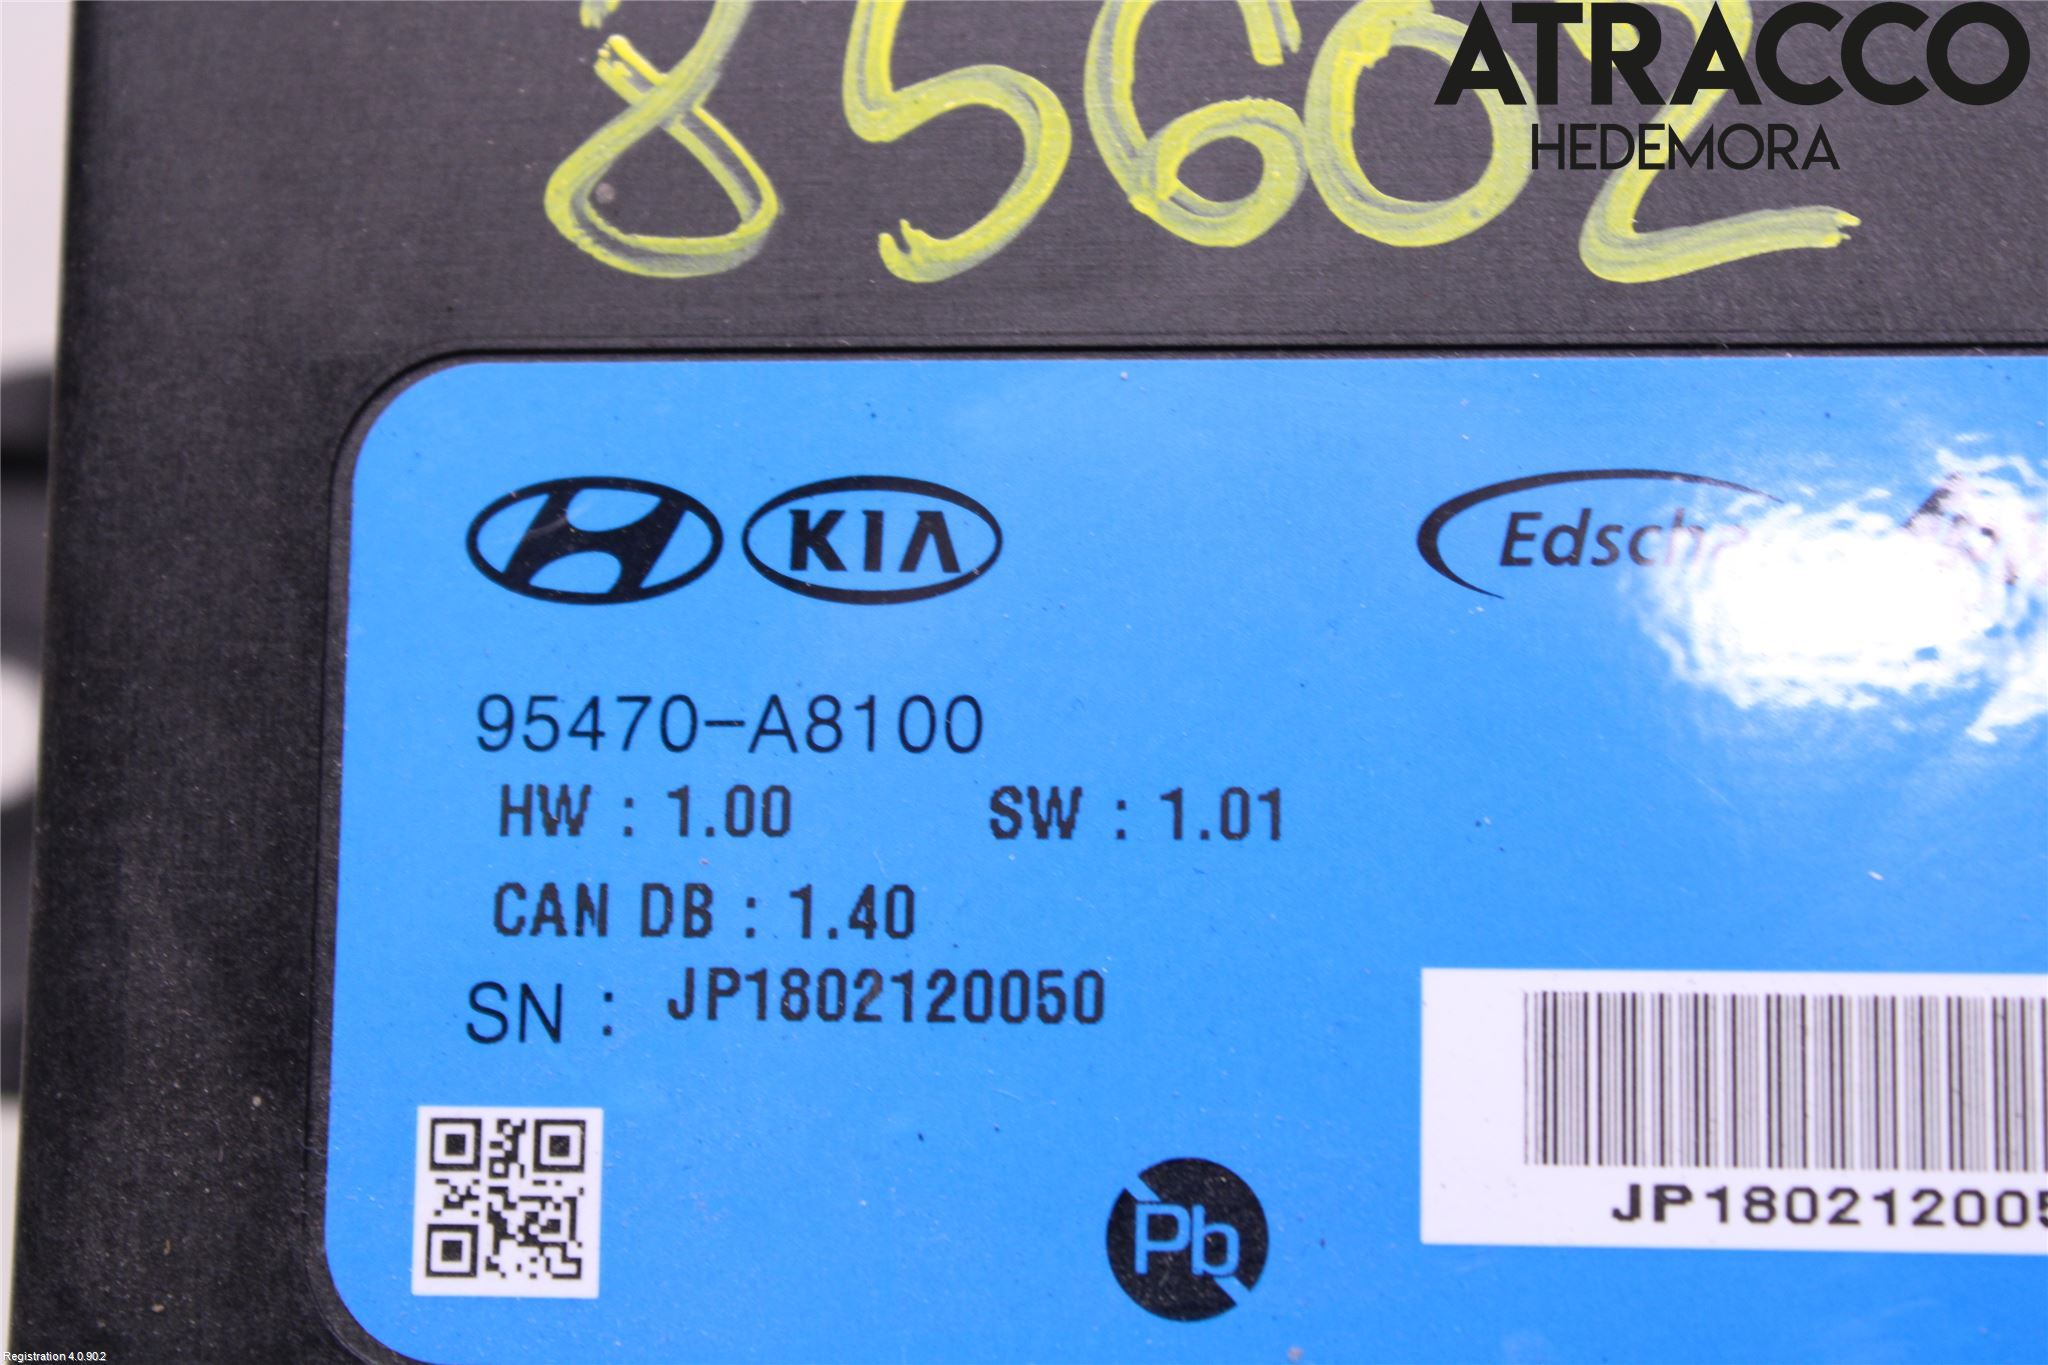 85602
ATRACCO
HEDEMORA
KIA
95470-A8100
HW : 1.00 SW : 1.01
CAN DB : 1.40
SN : JP1802120050
Pb
JP180212005
Registration 4.0.90.2